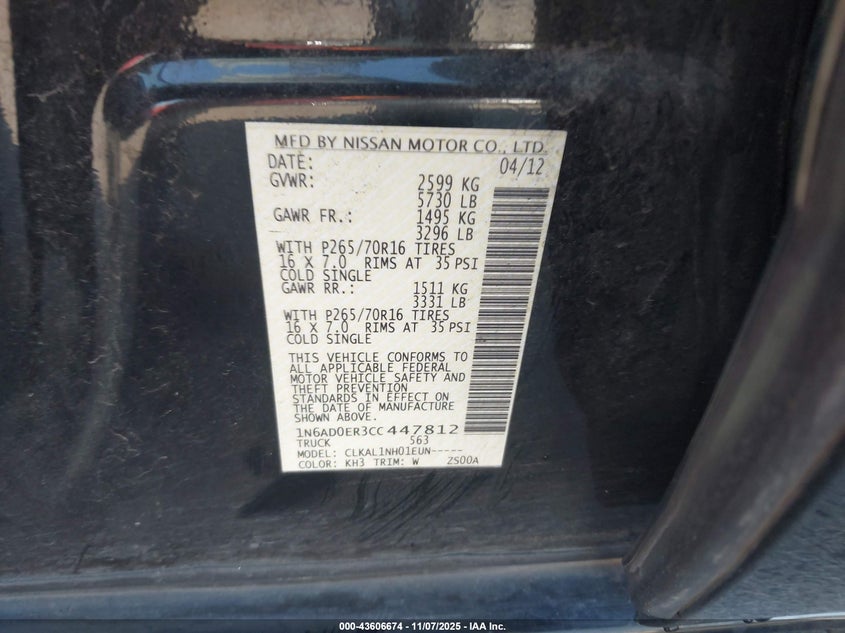 MFD BY NISSAN MOTOR CO., LTD.
DATE: 04/12
GVWR: 2599 KG
5730 LB
GAWR FR.: 1495 KG
3296 LB
WITH P265/70R16 TIRES
16 X 7.0 RIMS AT 35 PSI
COLD SINGLE
GAWR RR.: 1511 KG
3331 LB
WITH P265/70R16 TIRES
16 X 7.0 RIMS AT 35 PSI
COLD SINGLE
THIS VEHICLE CONFORMS TO
ALL APPLICABLE FEDERAL
MOTOR VEHICLE SAFETY AND
THEFT PREVENTION
STANDARDS IN EFFECT ON
THE DATE OF MANUFACTURE
SHOWN ABOVE.
1N6AD0ER3CC447812
TRUCK 563
MODEL: CLKAL1NH01EUN-----
COLOR: KH3 TRIM: W ZS00A
000-43606674 - 11/07/2025 - IAA Inc.